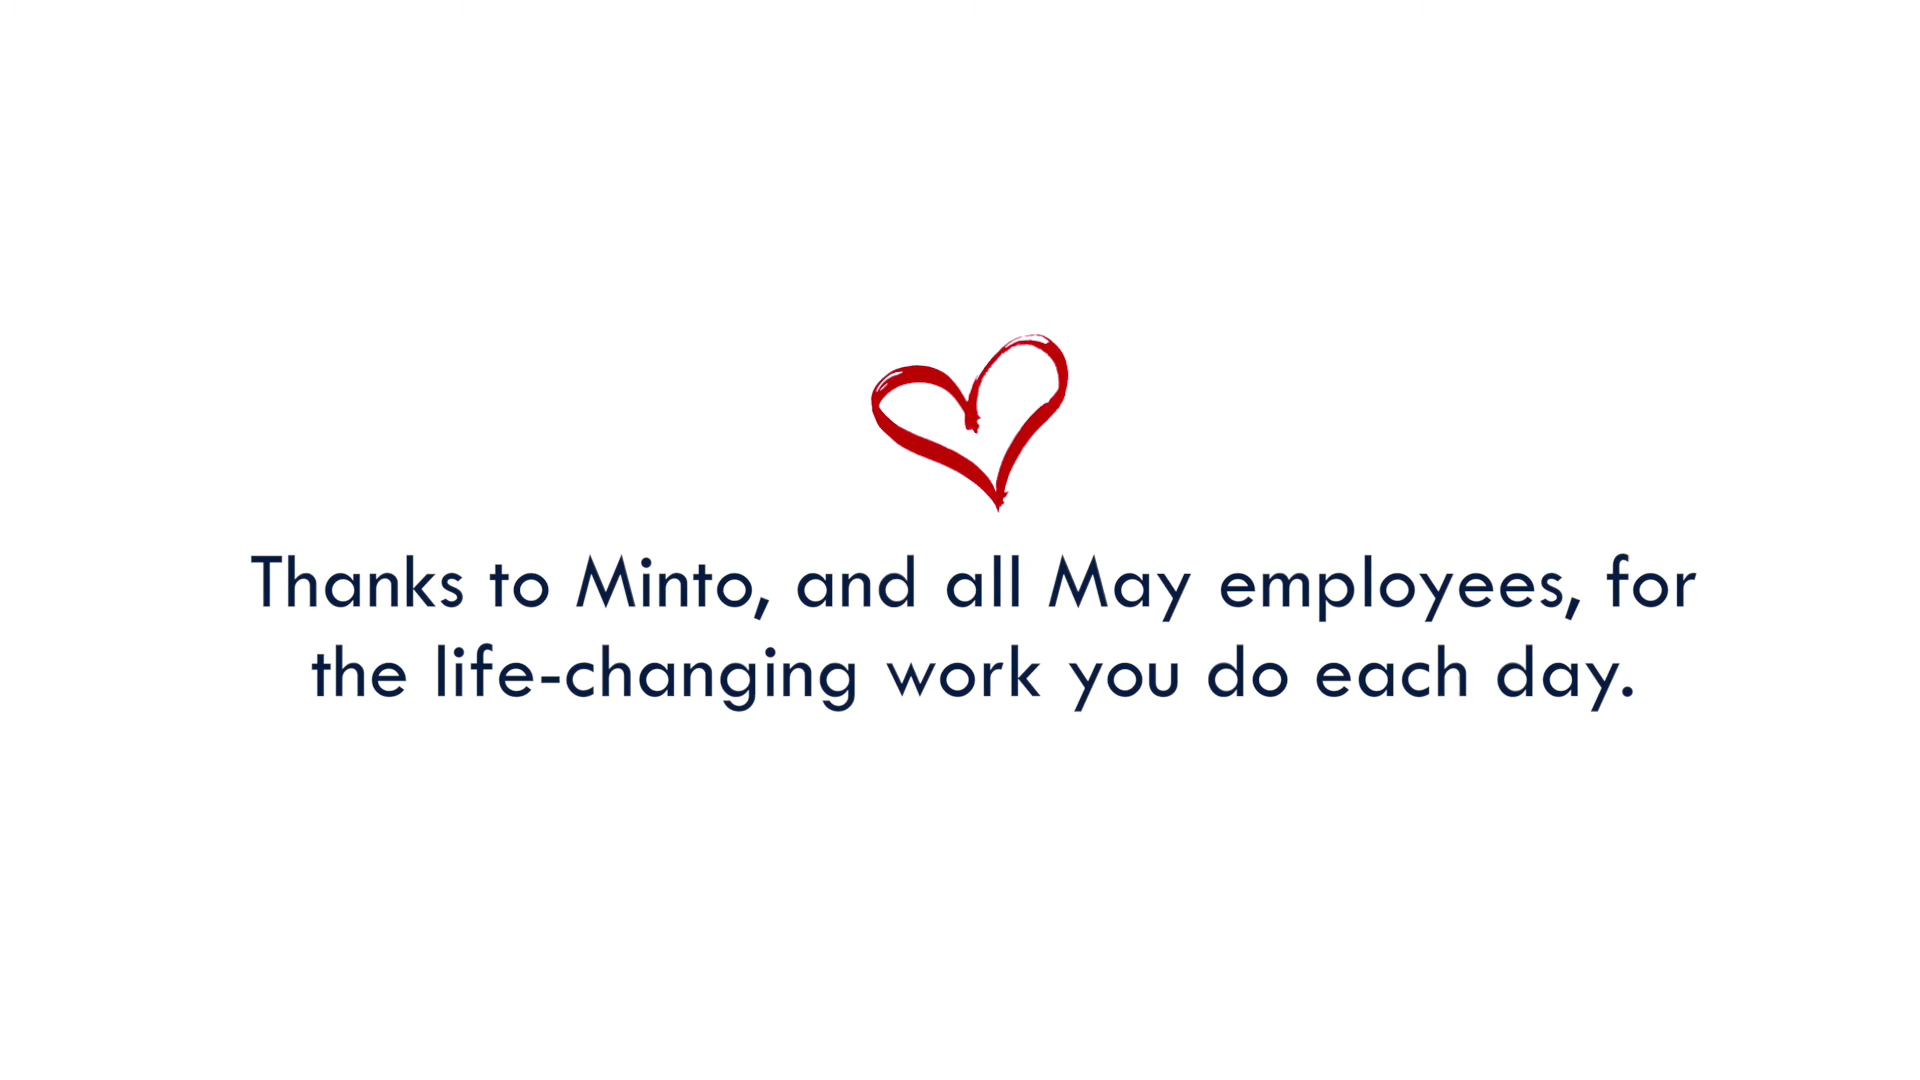 Thanks to Minto, and all May employees, for
the life-changing work you do each day.